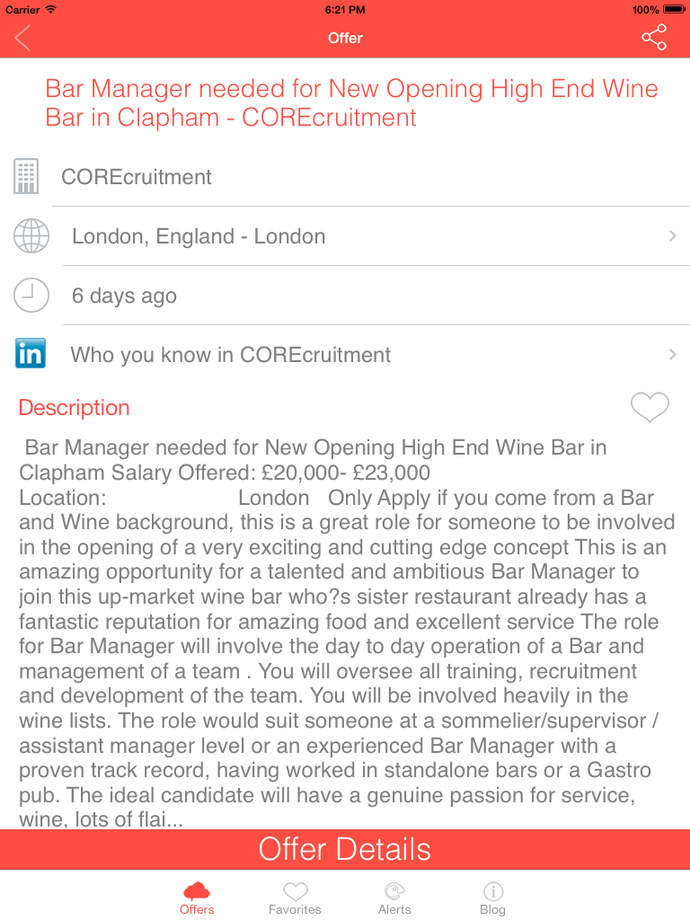 Carrier 6:21 PM 100%
Offer
Bar Manager needed for New Opening High End Wine
Bar in Clapham - COREcruitment
COREcruitment
London, England - London
6 days ago
in Who you know in COREcruitment
Description
Bar Manager needed for New Opening High End Wine Bar in
Clapham Salary Offered: £20,000- £23,000
Location: London Only Apply if you come from a Bar
and Wine background, this is a great role for someone to be involved
in the opening of a very exciting and cutting edge concept This is an
amazing opportunity for a talented and ambitious Bar Manager to
join this up-market wine bar who?s sister restaurant already has a
fantastic reputation for amazing food and excellent service The role
for Bar Manager will involve the day to day operation of a Bar and
management of a team . You will oversee all training, recruitment
and development of the team. You will be involved heavily in the
wine lists. The role would suit someone at a sommelier/supervisor /
assistant manager level or an experienced Bar Manager with a
proven track record, having worked in standalone bars or a Gastro
pub. The ideal candidate will have a genuine passion for service,
wine, lots of flai...
Offer Details
Offers Favorites Alerts Blog